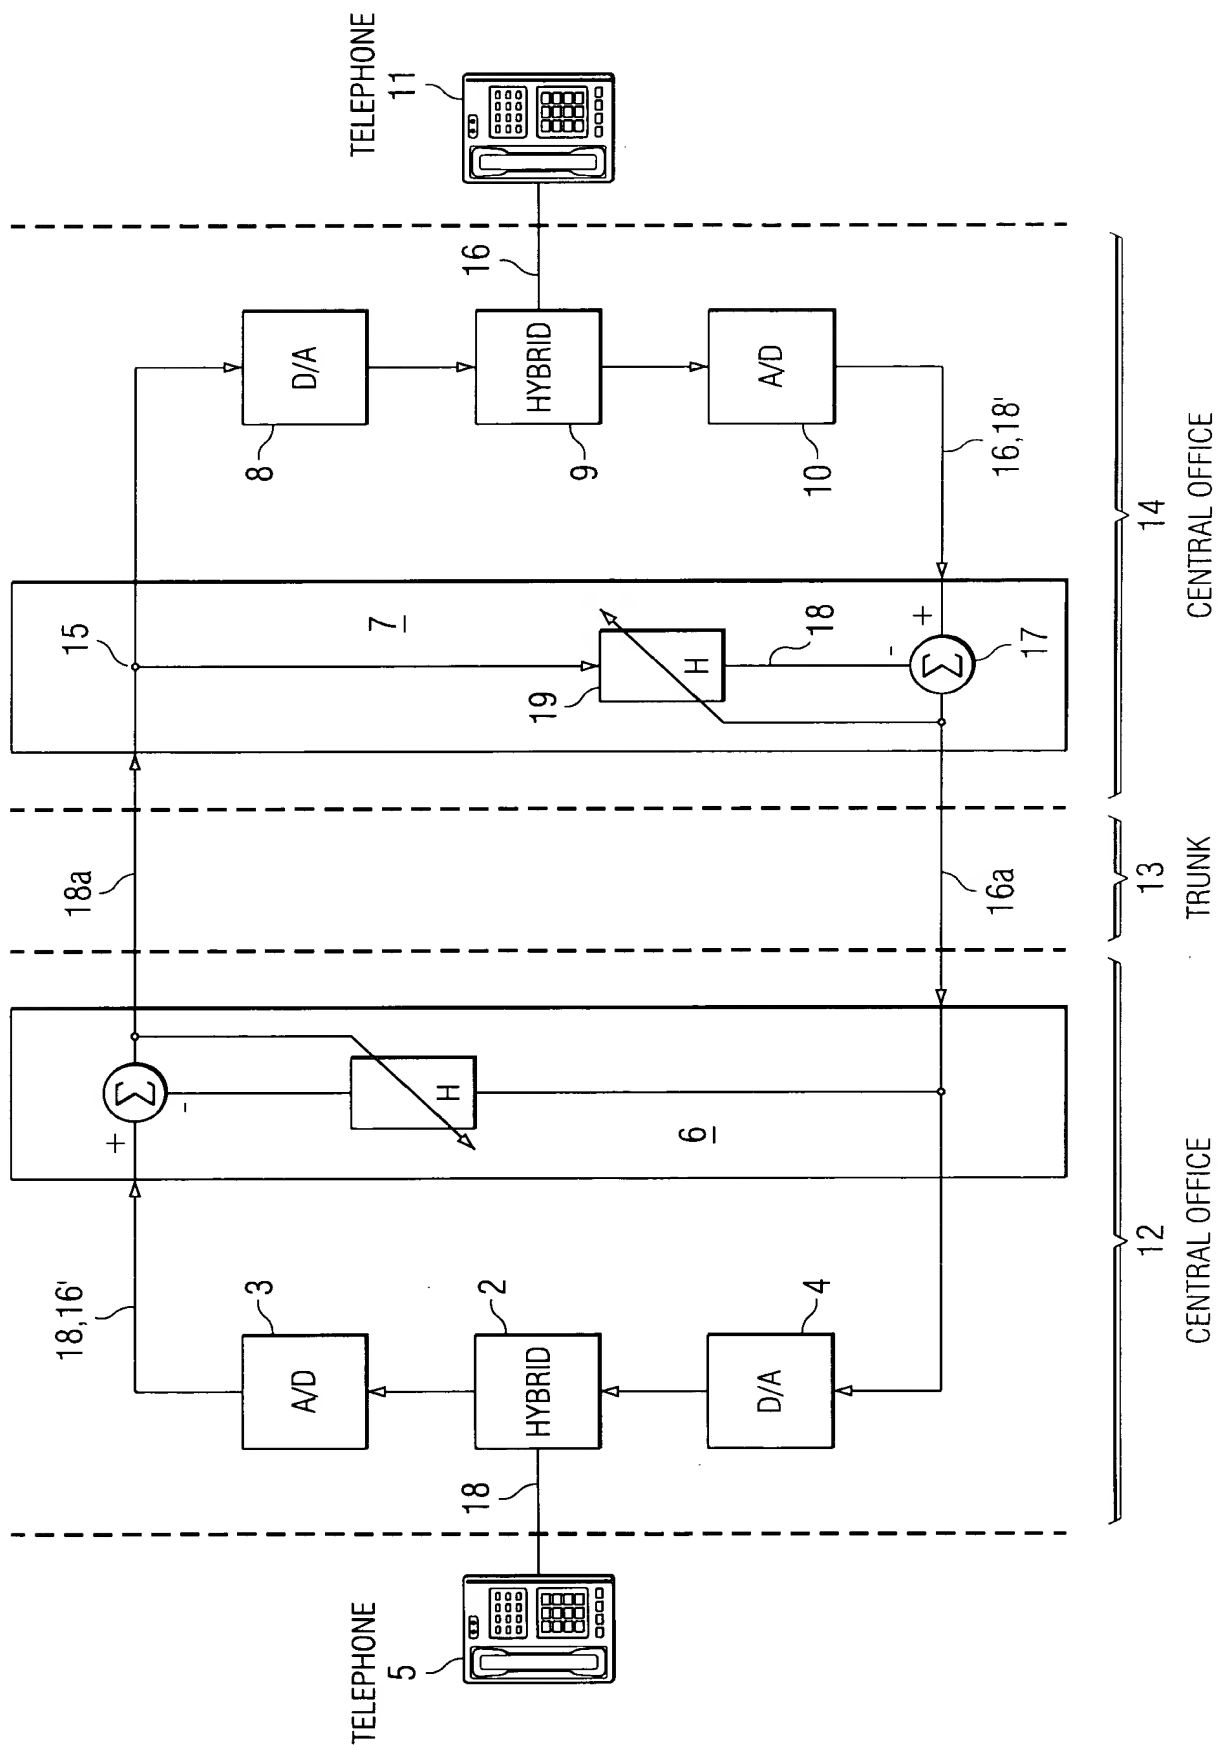 18,16'
18a
15
+
Σ
-
3
8
A/D
D/A
TELEPHONE
5
TELEPHONE
11
7
H
18
16
2
HYBRID
19
HYBRID
9
6
H
D/A
A/D
4
18
10
-
+
Σ
17
16a
16,18'
12
CENTRAL OFFICE
13
TRUNK
14
CENTRAL OFFICE